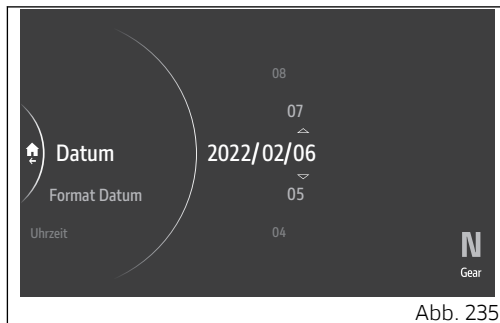 08
07
Datum 2022/02/06
Format Datum 05
Uhrzeit 04
N
Gear
Abb. 235